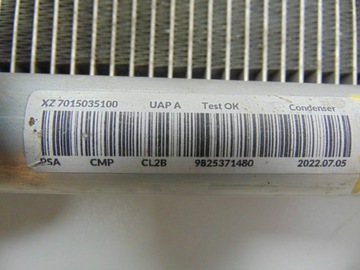 XZ 7015035100 UAP A Test OK Condenser
PSA CMP CL2B 9825371480 2022.07.05